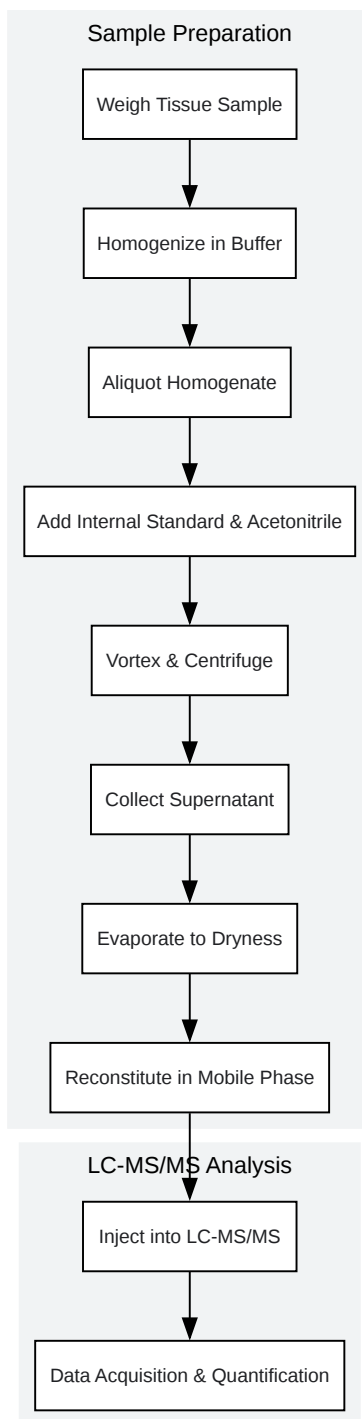 Sample Preparation
Weigh Tissue Sample
Homogenize in Buffer
Aliquot Homogenate
Add Internal Standard & Acetonitrile
Vortex & Centrifuge
Collect Supernatant
Evaporate to Dryness
Reconstitute in Mobile Phase
LC-MS/MS Analysis
Inject into LC-MS/MS
Data Acquisition & Quantification